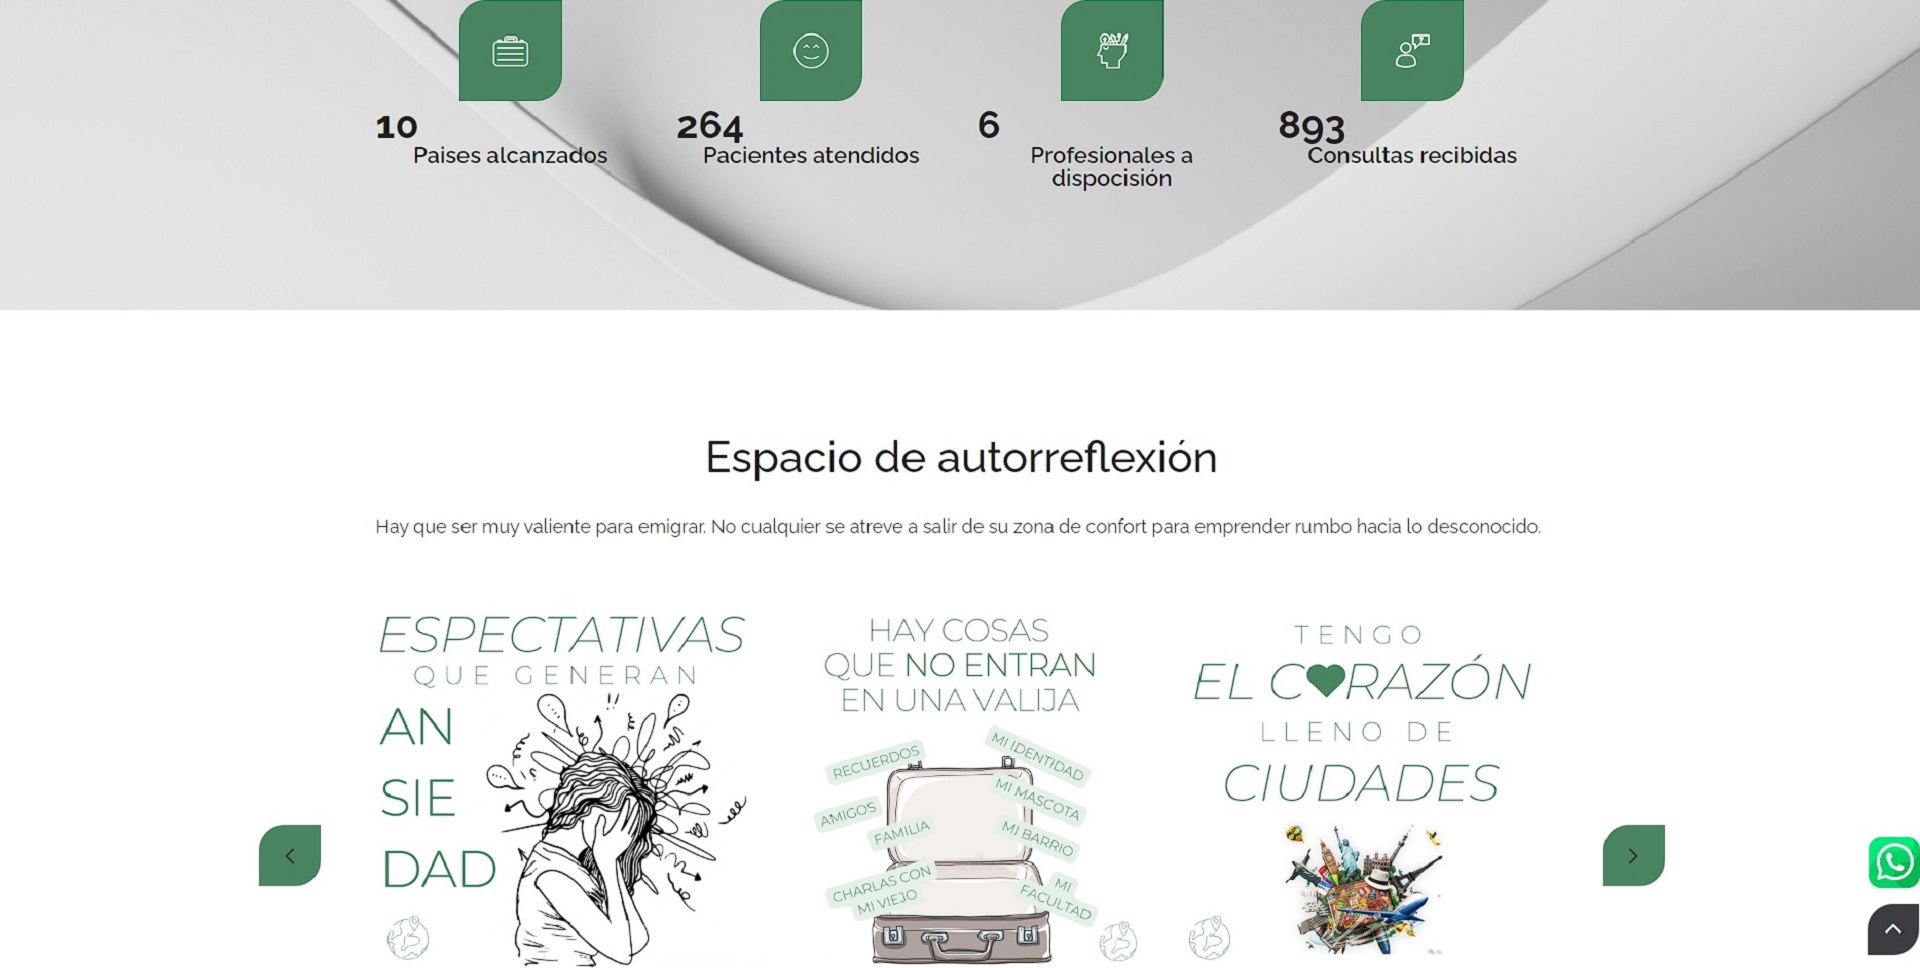 10
Paises alcanzados
264
Pacientes atendidos
6
Profesionales a
dispocisión
893
Consultas recibidas
Espacio de autorreflexión
Hay que ser muy valiente para emigrar. No cualquier se atreve a salir de su zona de confort para emprender rumbo hacia lo desconocido.
ESPECTATIVAS
QUE GENERAN
AN
SIE
DAD
HAY COSAS
QUE NO ENTRAN
EN UNA VALIJA
RECUERDOS
MI IDENTIDAD
MI MASCOTA
AMIGOS
FAMILIA
MI BARRIO
CHARLAS CON
MI VIEJO
MI
FACULTAD
TENGO
EL C♥RAZÓN
LLENO DE
CIUDADES